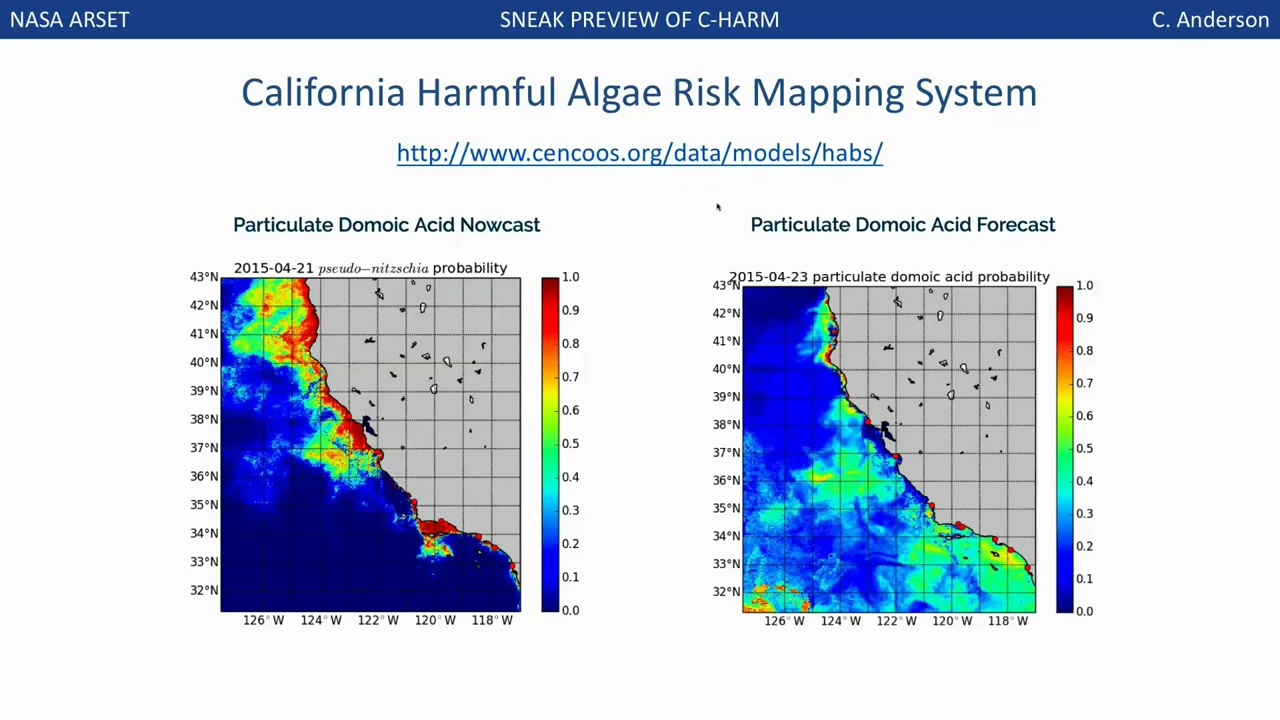 NASA ARSET
SNEAK PREVIEW OF C-HARM
C. Anderson
California Harmful Algae Risk Mapping System
http://www.cencoos.org/data/models/habs/
Particulate Domoic Acid Nowcast
2015-04-21 pseudo−nitzschia probability
43°N
42°N
41°N
40°N
39°N
38°N
37°N
36°N
35°N
34°N
33°N
32°N
126°W 124°W 122°W 120°W 118°W
1.0
0.9
0.8
0.7
0.6
0.5
0.4
0.3
0.2
0.1
0.0
Particulate Domoic Acid Forecast
2015-04-23 particulate domoic acid probability
43°N
42°N
41°N
40°N
39°N
38°N
37°N
36°N
35°N
34°N
33°N
32°N
126°W 124°W 122°W 120°W 118°W
1.0
0.9
0.8
0.7
0.6
0.5
0.4
0.3
0.2
0.1
0.0